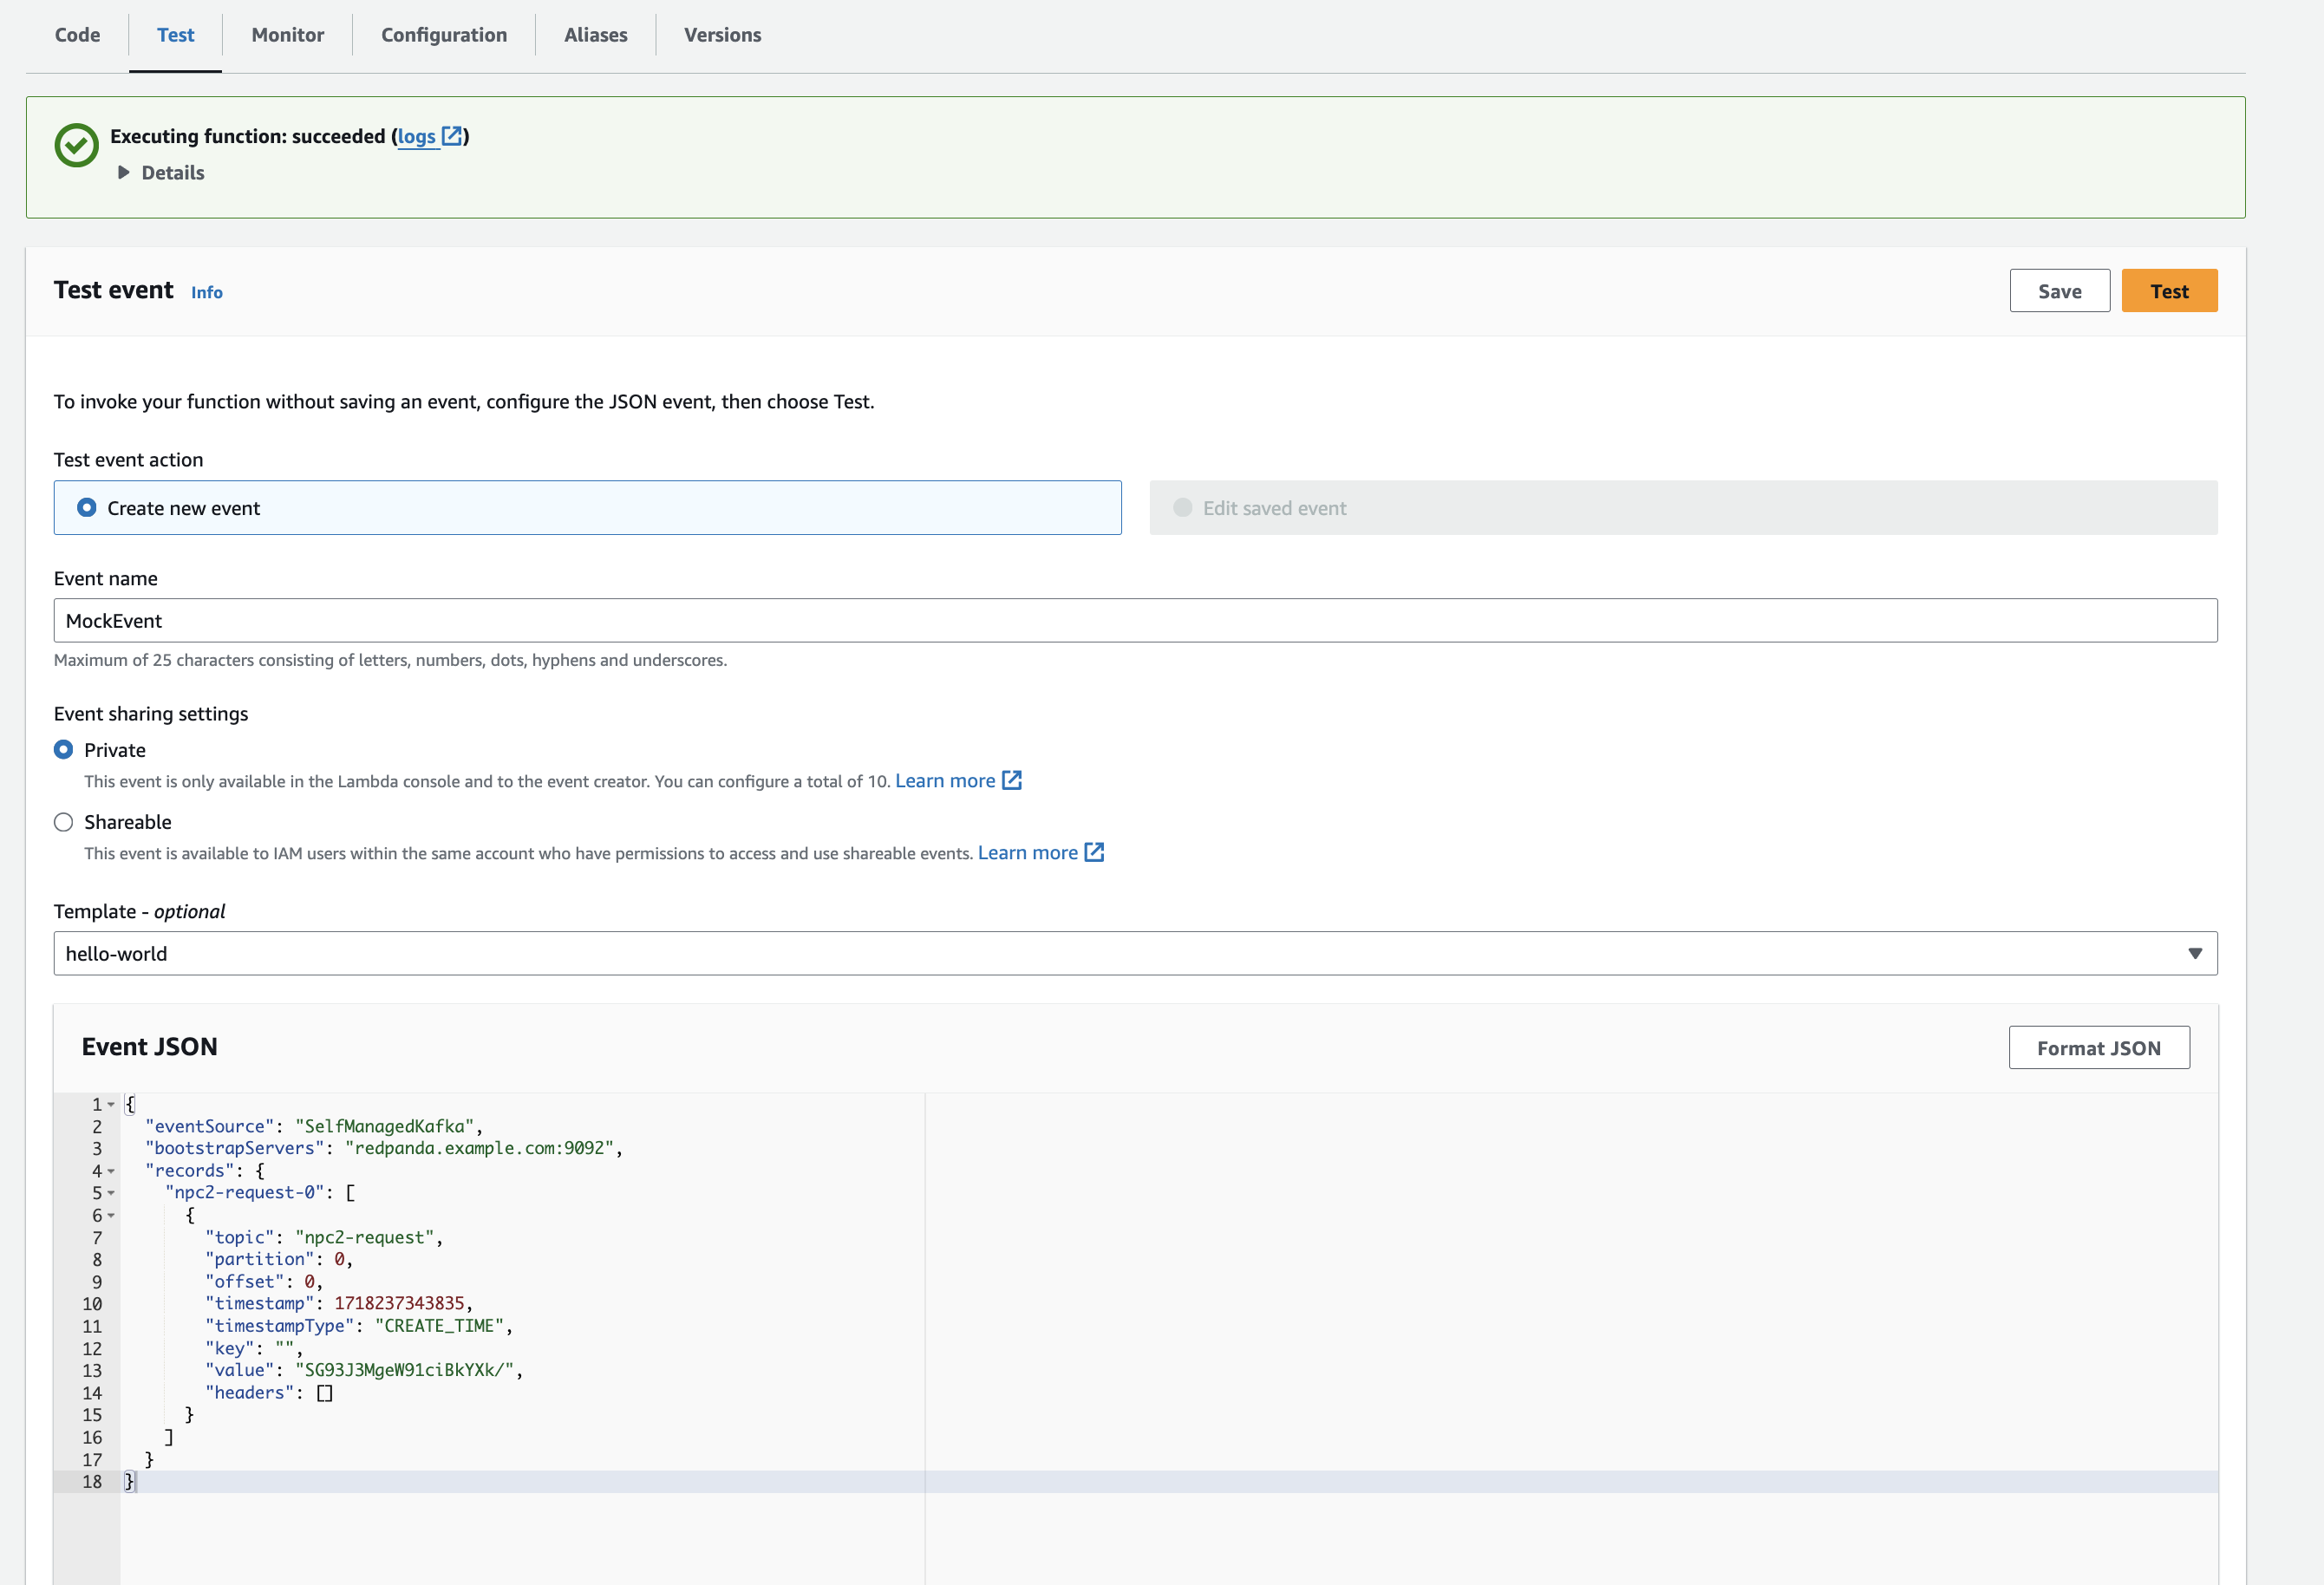 Code Test Monitor Configuration Aliases Versions
Executing function: succeeded (logs)
Details
Test event Info Save Test
To invoke your function without saving an event, configure the JSON event, then choose Test.
Test event action
Create new event Edit saved event
Event name
MockEvent
Maximum of 25 characters consisting of letters, numbers, dots, hyphens and underscores.
Event sharing settings
Private
This event is only available in the Lambda console and to the event creator. You can configure a total of 10. Learn more
Shareable
This event is available to IAM users within the same account who have permissions to access and use shareable events. Learn more
Template - optional
hello-world
Event JSON Format JSON
1 {
2 "eventSource": "SelfManagedKafka",
3 "bootstrapServers": "redpanda.example.com:9092",
4 "records": {
5 "npc2-request-0": [
6 {
7 "topic": "npc2-request",
8 "partition": 0,
9 "offset": 0,
10 "timestamp": 1718237343835,
11 "timestampType": "CREATE_TIME",
12 "key": "",
13 "value": "SG93J3MgeW91ciBkYXk/",
14 "headers": []
15 }
16 ]
17 }
18 }